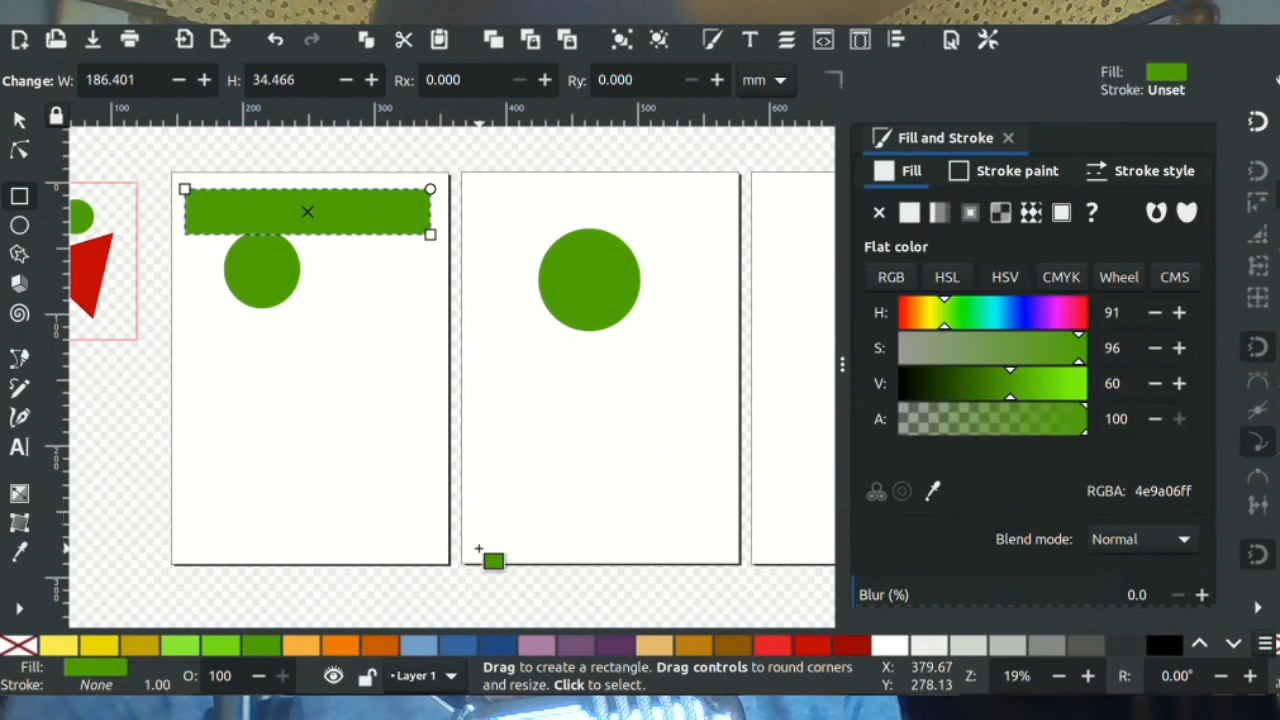 Change: W: 186.401 H: 34.466 Rx: 0.000 Ry: 0.000 mm
Fill:
Stroke: Unset
100 200 300 400 500 600
Fill and Stroke
Fill Stroke paint Stroke style
?
Flat color
RGB HSL HSV CMYK Wheel CMS
H: 91
S: 96
V: 60
A: 100
RGBA: 4e9a06ff
Blend mode: Normal
Blur (%) 0.0
Fill:
Stroke: None 1.00
O: 100
•Layer 1
Drag to create a rectangle. Drag controls to round corners
and resize. Click to select.
X: 379.67
Y: 278.13
Z: 19%
R: 0.00°